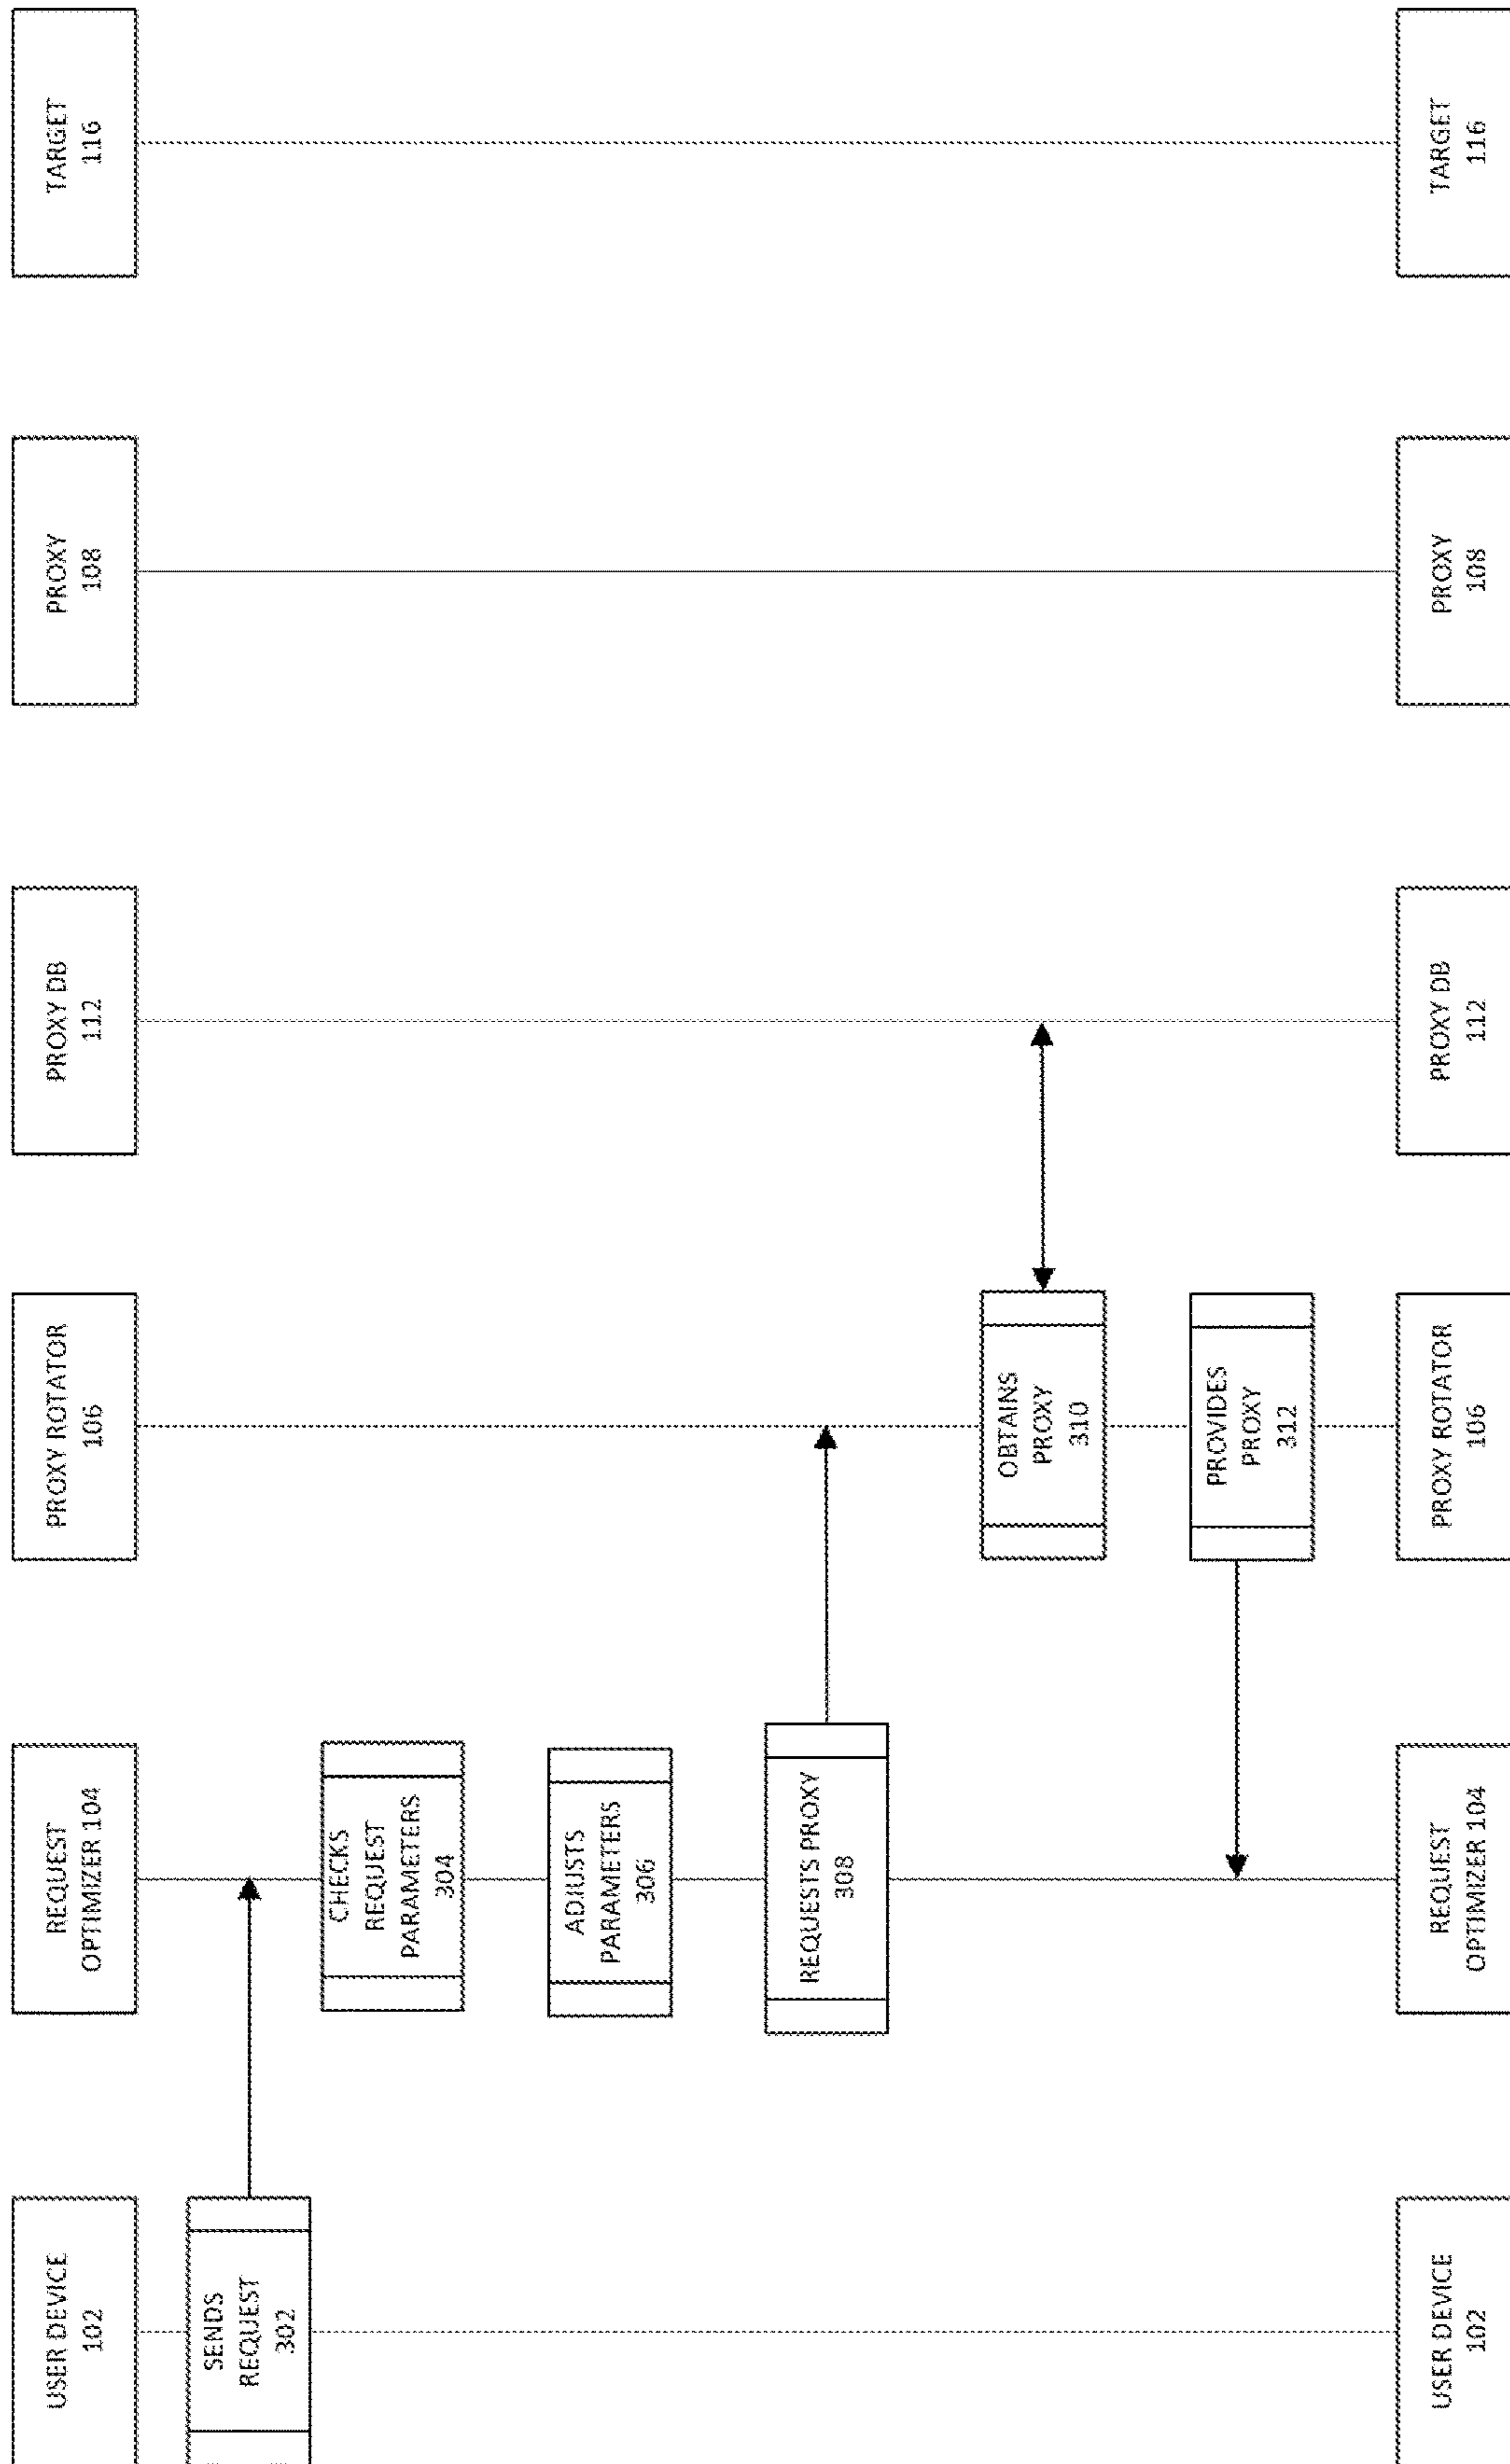 USER DEVICE
102
REQUEST
OPTIMIZER 104
PROXY ROTATOR
106
PROXY DB
112
PROXY
108
TARGET
116
SENDS
REQUEST
302
CHECKS
REQUEST
PARAMETERS
304
ADJUSTS
PARAMETERS
306
REQUESTS PROXY
308
OBTAINS
PROXY
310
PROVIDES
PROXY
312
USER DEVICE
102
REQUEST
OPTIMIZER 104
PROXY ROTATOR
106
PROXY DB
112
PROXY
108
TARGET
116